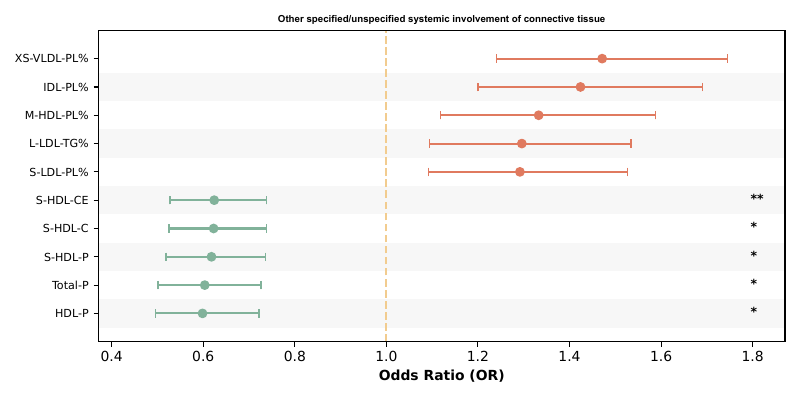 Other specified/unspecified systemic involvement of connective tissue
XS-VLDL-PL%
IDL-PL%
M-HDL-PL%
L-LDL-TG%
S-LDL-PL%
S-HDL-CE **
S-HDL-C *
S-HDL-P *
Total-P *
HDL-P *
0.4 0.6 0.8 1.0 1.2 1.4 1.6 1.8
Odds Ratio (OR)